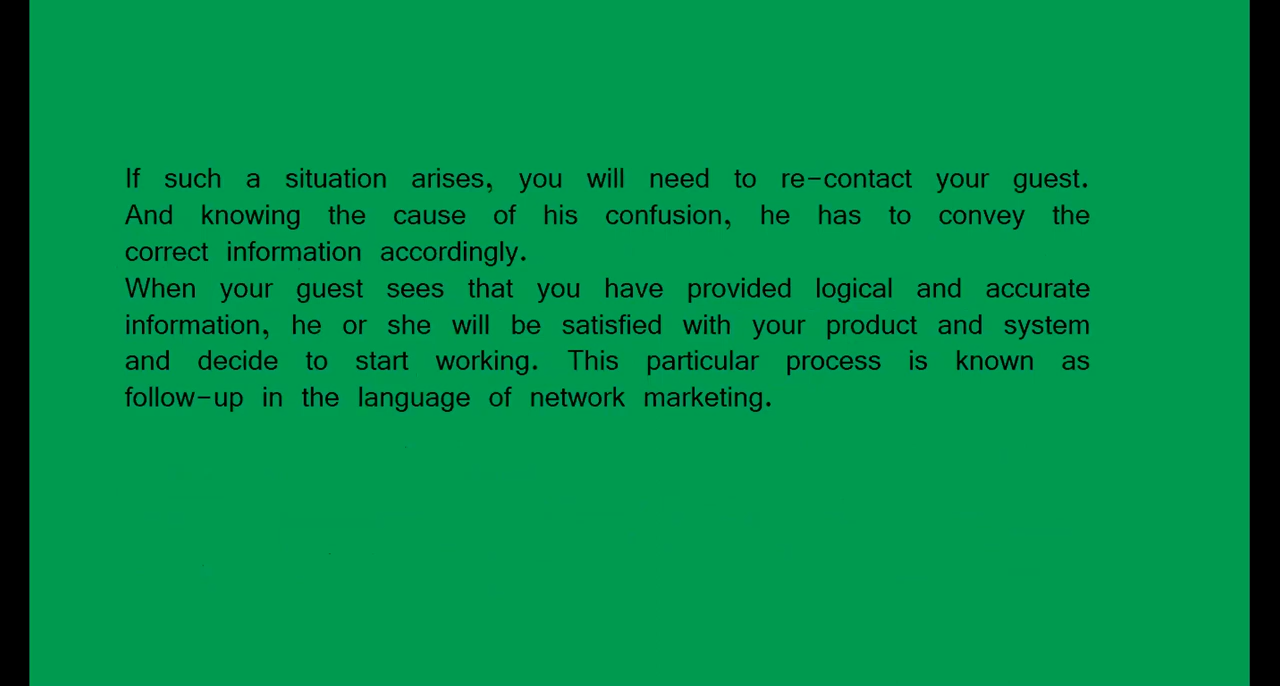 If such a situation arises, you will need to re-contact your guest.
And knowing the cause of his confusion, he has to convey the
correct information accordingly.
When your guest sees that you have provided logical and accurate
information, he or she will be satisfied with your product and system
and decide to start working. This particular process is known as
follow-up in the language of network marketing.